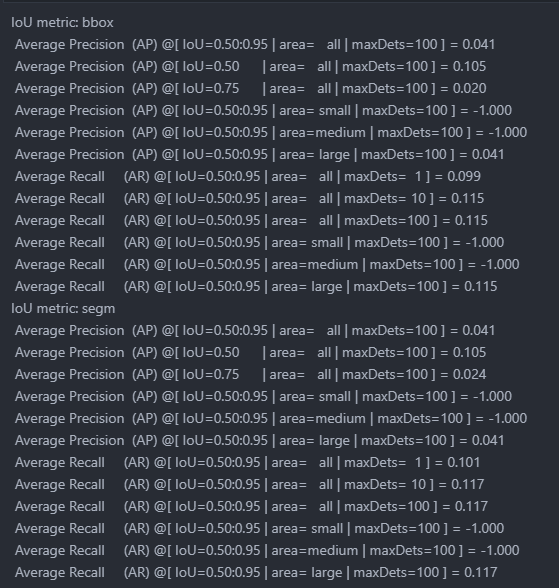 IoU metric: bbox
Average Precision (AP) @[ IoU=0.50:0.95 | area= all | maxDets=100 ] = 0.041
Average Precision (AP) @[ IoU=0.50 | area= all | maxDets=100 ] = 0.105
Average Precision (AP) @[ IoU=0.75 | area= all | maxDets=100 ] = 0.020
Average Precision (AP) @[ IoU=0.50:0.95 | area= small | maxDets=100 ] = -1.000
Average Precision (AP) @[ IoU=0.50:0.95 | area=medium | maxDets=100 ] = -1.000
Average Precision (AP) @[ IoU=0.50:0.95 | area= large | maxDets=100 ] = 0.041
Average Recall (AR) @[ IoU=0.50:0.95 | area= all | maxDets= 1 ] = 0.099
Average Recall (AR) @[ IoU=0.50:0.95 | area= all | maxDets= 10 ] = 0.115
Average Recall (AR) @[ IoU=0.50:0.95 | area= all | maxDets=100 ] = 0.115
Average Recall (AR) @[ IoU=0.50:0.95 | area= small | maxDets=100 ] = -1.000
Average Recall (AR) @[ IoU=0.50:0.95 | area=medium | maxDets=100 ] = -1.000
Average Recall (AR) @[ IoU=0.50:0.95 | area= large | maxDets=100 ] = 0.115
IoU metric: segm
Average Precision (AP) @[ IoU=0.50:0.95 | area= all | maxDets=100 ] = 0.041
Average Precision (AP) @[ IoU=0.50 | area= all | maxDets=100 ] = 0.105
Average Precision (AP) @[ IoU=0.75 | area= all | maxDets=100 ] = 0.024
Average Precision (AP) @[ IoU=0.50:0.95 | area= small | maxDets=100 ] = -1.000
Average Precision (AP) @[ IoU=0.50:0.95 | area=medium | maxDets=100 ] = -1.000
Average Precision (AP) @[ IoU=0.50:0.95 | area= large | maxDets=100 ] = 0.041
Average Recall (AR) @[ IoU=0.50:0.95 | area= all | maxDets= 1 ] = 0.101
Average Recall (AR) @[ IoU=0.50:0.95 | area= all | maxDets= 10 ] = 0.117
Average Recall (AR) @[ IoU=0.50:0.95 | area= all | maxDets=100 ] = 0.117
Average Recall (AR) @[ IoU=0.50:0.95 | area= small | maxDets=100 ] = -1.000
Average Recall (AR) @[ IoU=0.50:0.95 | area=medium | maxDets=100 ] = -1.000
Average Recall (AR) @[ IoU=0.50:0.95 | area= large | maxDets=100 ] = 0.117